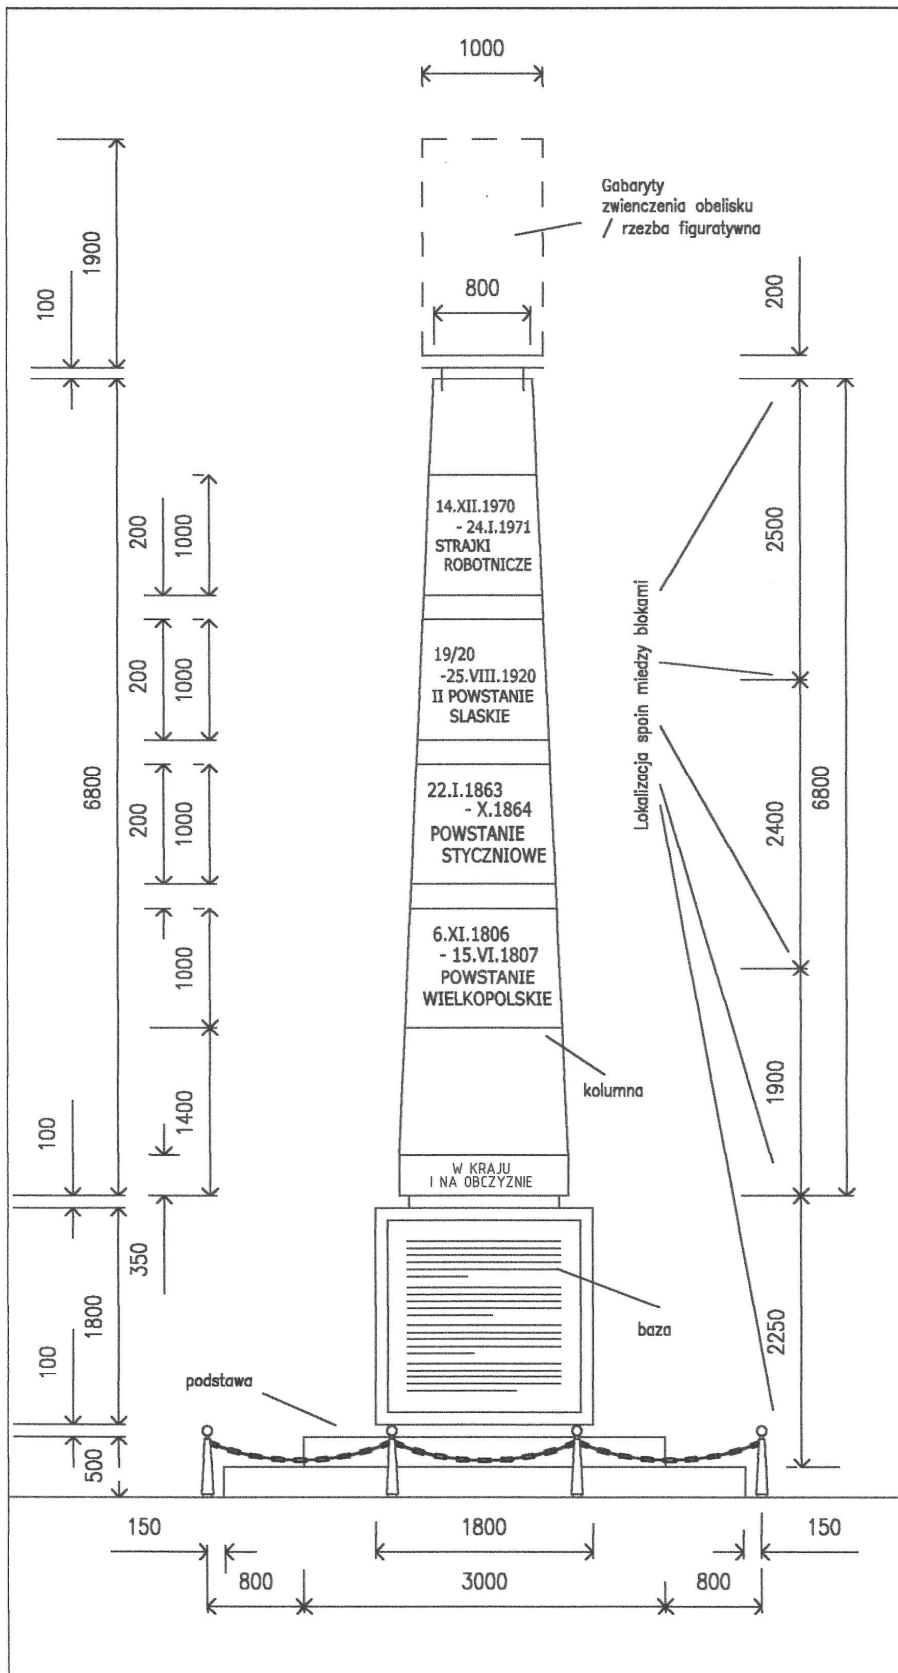 1000
Gabaryty
zwienczenia obelisku
/ rzezba figuratywna
1900
100
800
200
14.XII.1970
- 24.I.1971
STRAJKI
ROBOTNICZE
200
1000
2500
19/20
-25.VIII.1920
II POWSTANIE
SLASKIE
200
1000
Lokalizacja spoin miedzy blokami
6800
22.I.1863
- X.1864
POWSTANIE
STYCZNIOWE
200
1000
2400
6800
6.XI.1806
- 15.VI.1807
POWSTANIE
WIELKOPOLSKIE
1000
kolumna
1900
1400
100
W KRAJU
I NA OBCZYZNIE
350
1800
100
baza
2250
podstawa
500
150
1800
150
800
3000
800